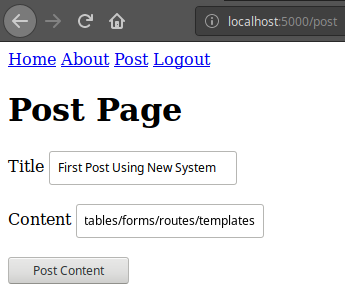 localhost:5000/post
Home About Post Logout
Post Page
Title First Post Using New System
Content tables/forms/routes/templates
Post Content